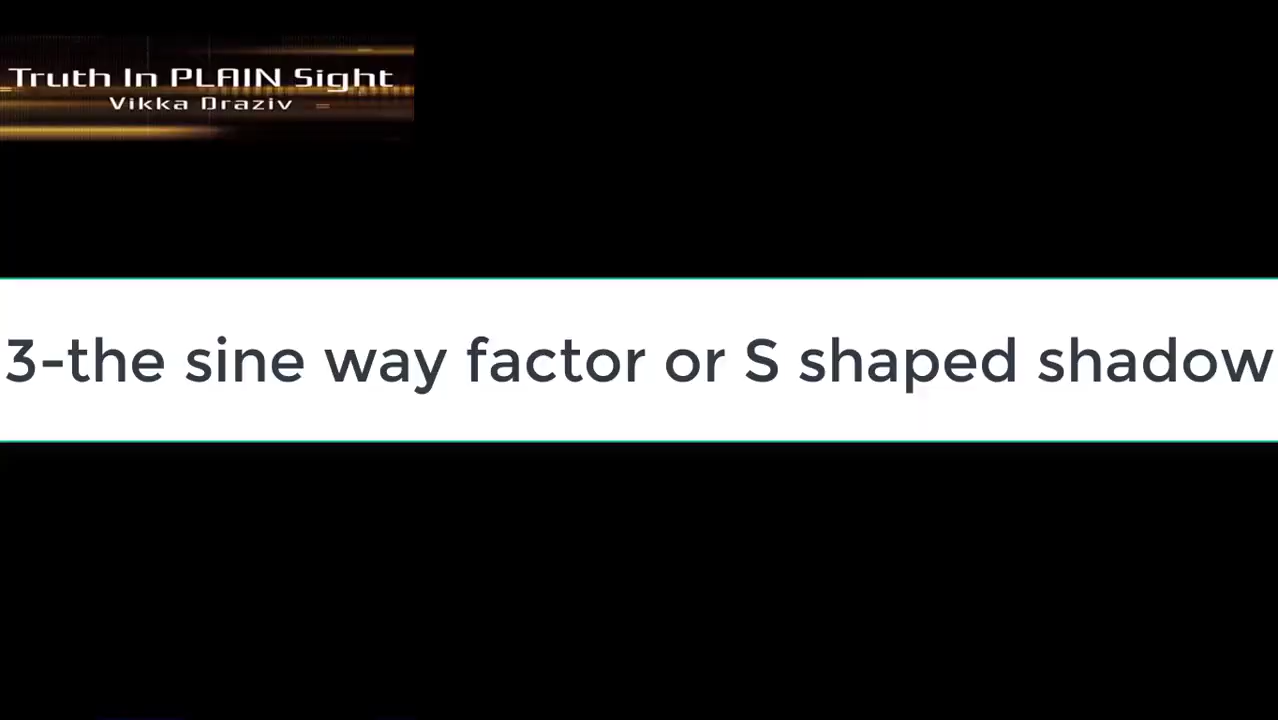 Truth In PLAIN Sight
Vikka Draziv
3-the sine way factor or S shaped shadow